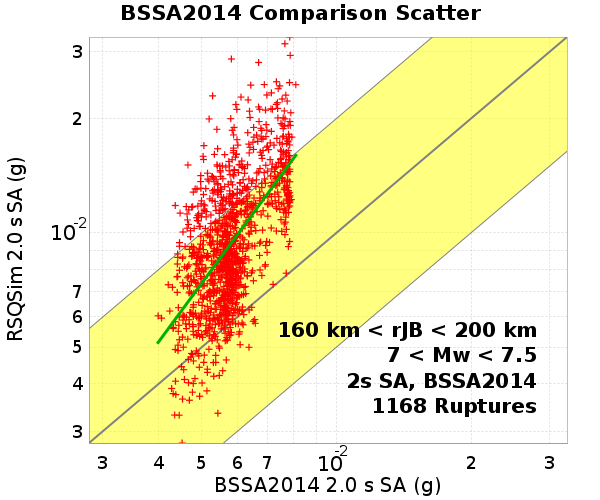 BSSA2014 Comparison Scatter
RSQSim 2.0 s SA (g)
3
2
10-2
7
6
5
4
3
160 km < rJB < 200 km
7 < Mw < 7.5
2s SA, BSSA2014
1168 Ruptures
3 4 5 6 7 10-2 2 3
BSSA2014 2.0 s SA (g)